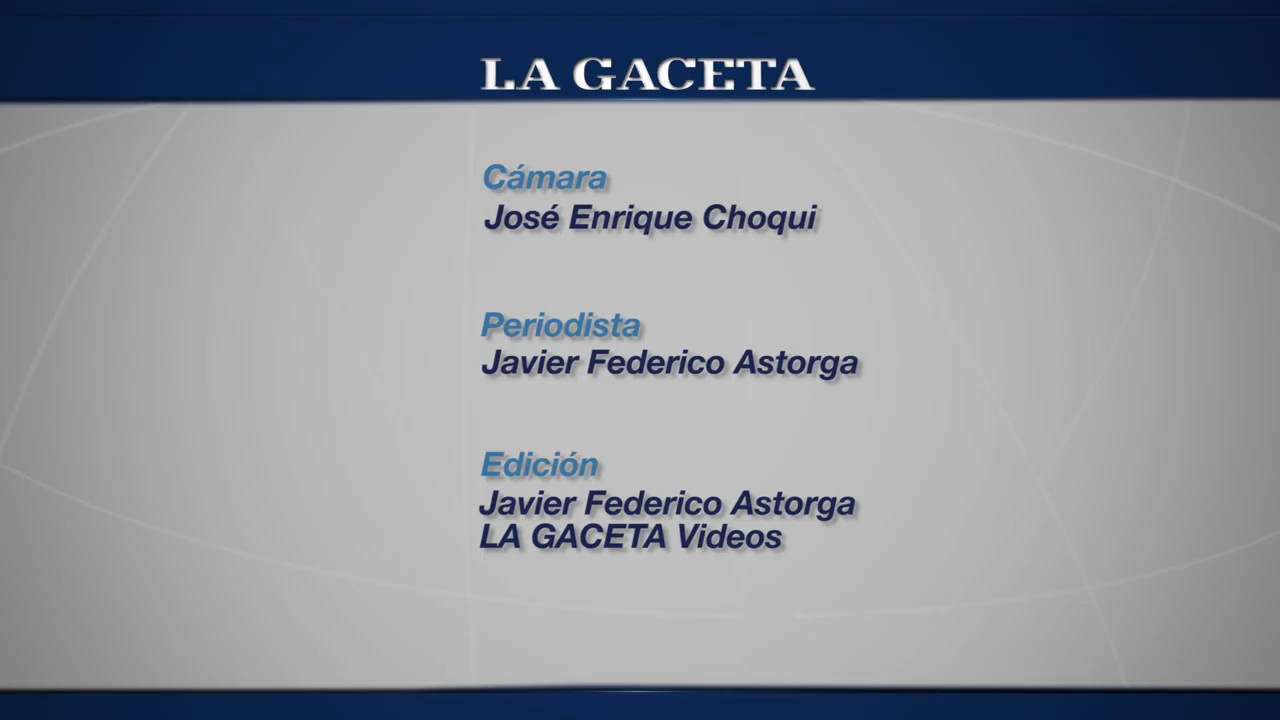 LA GACETA
Cámara
José Enrique Choqui
Periodista
Javier Federico Astorga
Edición
Javier Federico Astorga
LA GACETA Videos